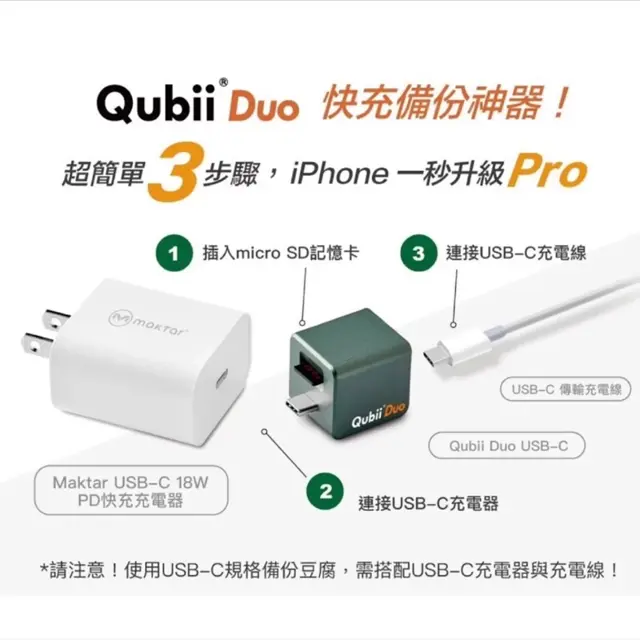 Qubii® Duo 快充備份神器！
超簡單3步驟，iPhone 一秒升級Pro
1 插入micro SD記憶卡
3 連接USB-C充電線
maktar
USB-C 傳輸充電線
Qubii Duo
Qubii Duo USB-C
Maktar USB-C 18W
PD快充充電器
2 連接USB-C充電器
*請注意！使用USB-C規格備份豆腐，需搭配USB-C充電器與充電線！